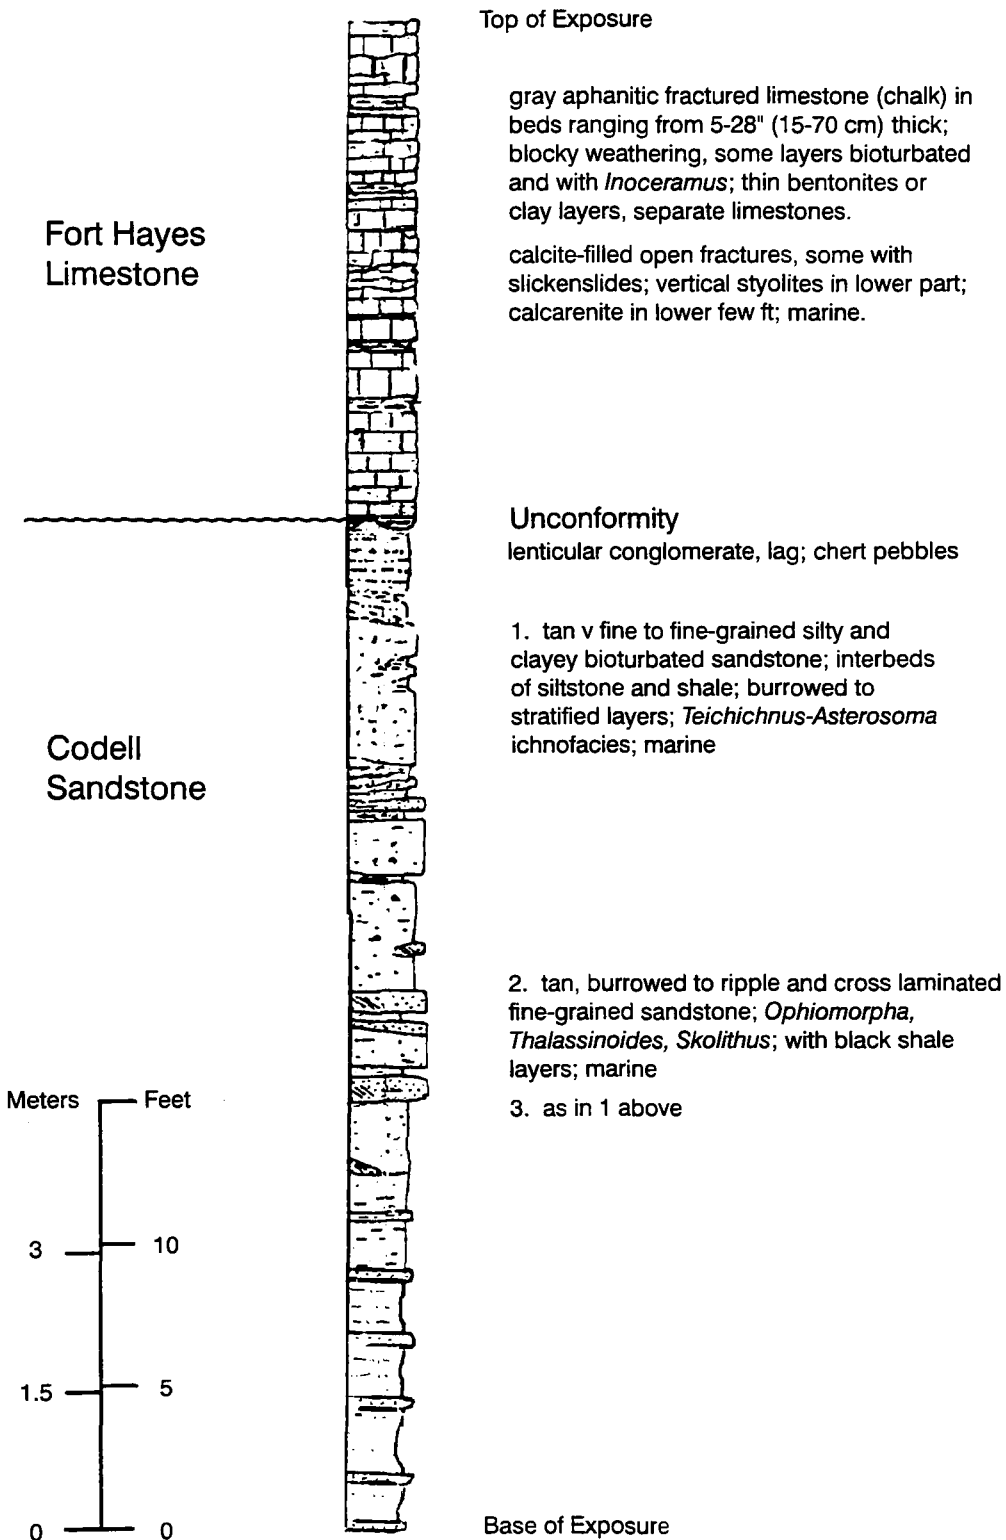 Top of Exposure
gray aphanitic fractured limestone (chalk) in
beds ranging from 5-28" (15-70 cm) thick;
blocky weathering, some layers bioturbated
and with Inoceramus; thin bentonites or
clay layers, separate limestones.
Fort Hayes
Limestone
calcite-filled open fractures, some with
slickenslides; vertical styolites in lower part;
calcarenite in lower few ft; marine.
Unconformity
lenticular conglomerate, lag; chert pebbles
1. tan v fine to fine-grained silty and
clayey bioturbated sandstone; interbeds
of siltstone and shale; burrowed to
stratified layers; Teichichnus-Asterosoma
ichnofacies; marine
Codell
Sandstone
2. tan, burrowed to ripple and cross laminated
fine-grained sandstone; Ophiomorpha,
Thalassinoides, Skolithus; with black shale
layers; marine
3. as in 1 above
Meters Feet
3 10
1.5 5
0 0
Base of Exposure